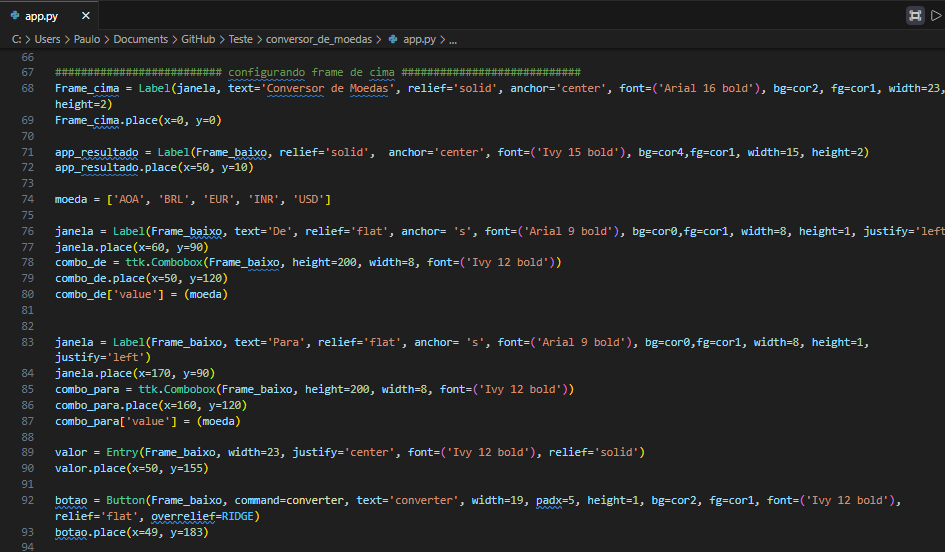 app.py
C: > Users > Paulo > Documents > GitHub > Teste > conversor_de_moedas > app.py > ...
66
67 ########################## configurando frame de cima ############################
68 Frame_cima = Label(janela, text='Conversor de Moedas', relief='solid', anchor='center', font=('Arial 16 bold'), bg=cor2, fg=cor1, width=23,
height=2)
69 Frame_cima.place(x=0, y=0)
70
71 app_resultado = Label(Frame_baixo, relief='solid',  anchor='center', font=('Ivy 15 bold'), bg=cor4,fg=cor1, width=15, height=2)
72 app_resultado.place(x=50, y=10)
73
74 moeda = ['AOA', 'BRL', 'EUR', 'INR', 'USD']
75
76 janela = Label(Frame_baixo, text='De', relief='flat', anchor= 's', font=('Arial 9 bold'), bg=cor0,fg=cor1, width=8, height=1, justify='left
77 janela.place(x=60, y=90)
78 combo_de = ttk.Combobox(Frame_baixo, height=200, width=8, font=('Ivy 12 bold'))
79 combo_de.place(x=50, y=120)
80 combo_de['value'] = (moeda)
81
82
83 janela = Label(Frame_baixo, text='Para', relief='flat', anchor= 's', font=('Arial 9 bold'), bg=cor0,fg=cor1, width=8, height=1,
justify='left')
84 janela.place(x=170, y=90)
85 combo_para = ttk.Combobox(Frame_baixo, height=200, width=8, font=('Ivy 12 bold'))
86 combo_para.place(x=160, y=120)
87 combo_para['value'] = (moeda)
88
89 valor = Entry(Frame_baixo, width=23, justify='center', font=('Ivy 12 bold'), relief='solid')
90 valor.place(x=50, y=155)
91
92 botao = Button(Frame_baixo, command=converter, text='converter', width=19, padx=5, height=1, bg=cor2, fg=cor1, font=('Ivy 12 bold'),
relief='flat', overrelief=RIDGE)
93 botao.place(x=49, y=183)
94